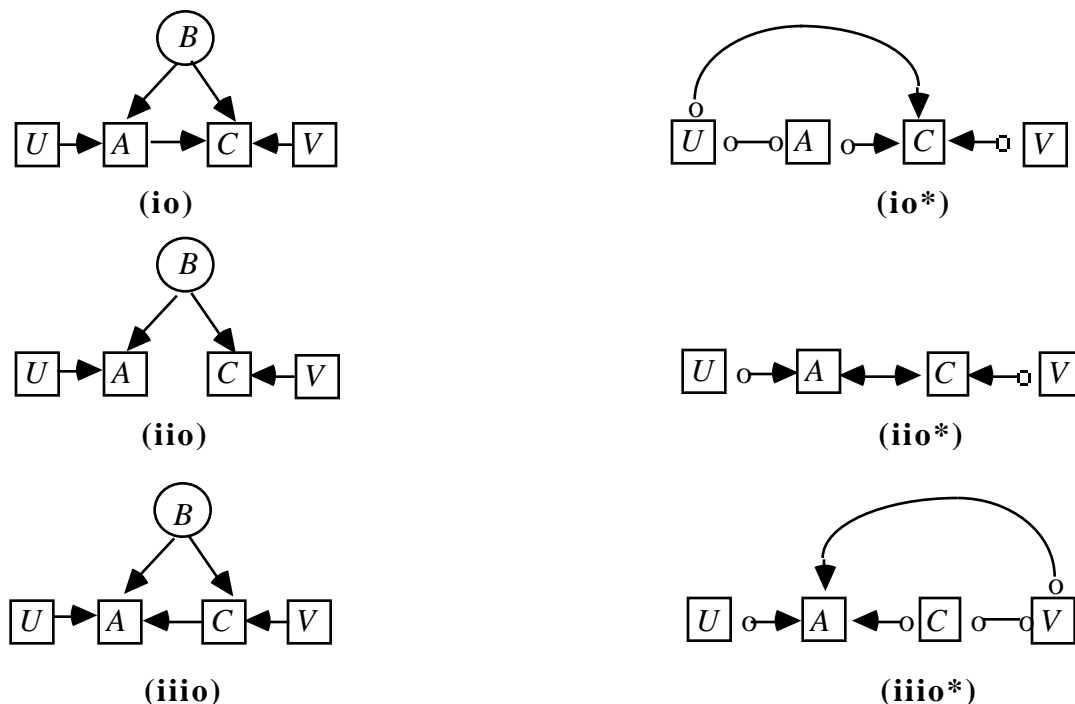 B
U A C V
U o o o A o C o V
(io)
(io*)
B
U A C V
U o A C o V
(iio)
(iio*)
B
U A C V
o
U o A o C o o V
(iiio)
(iiio*)